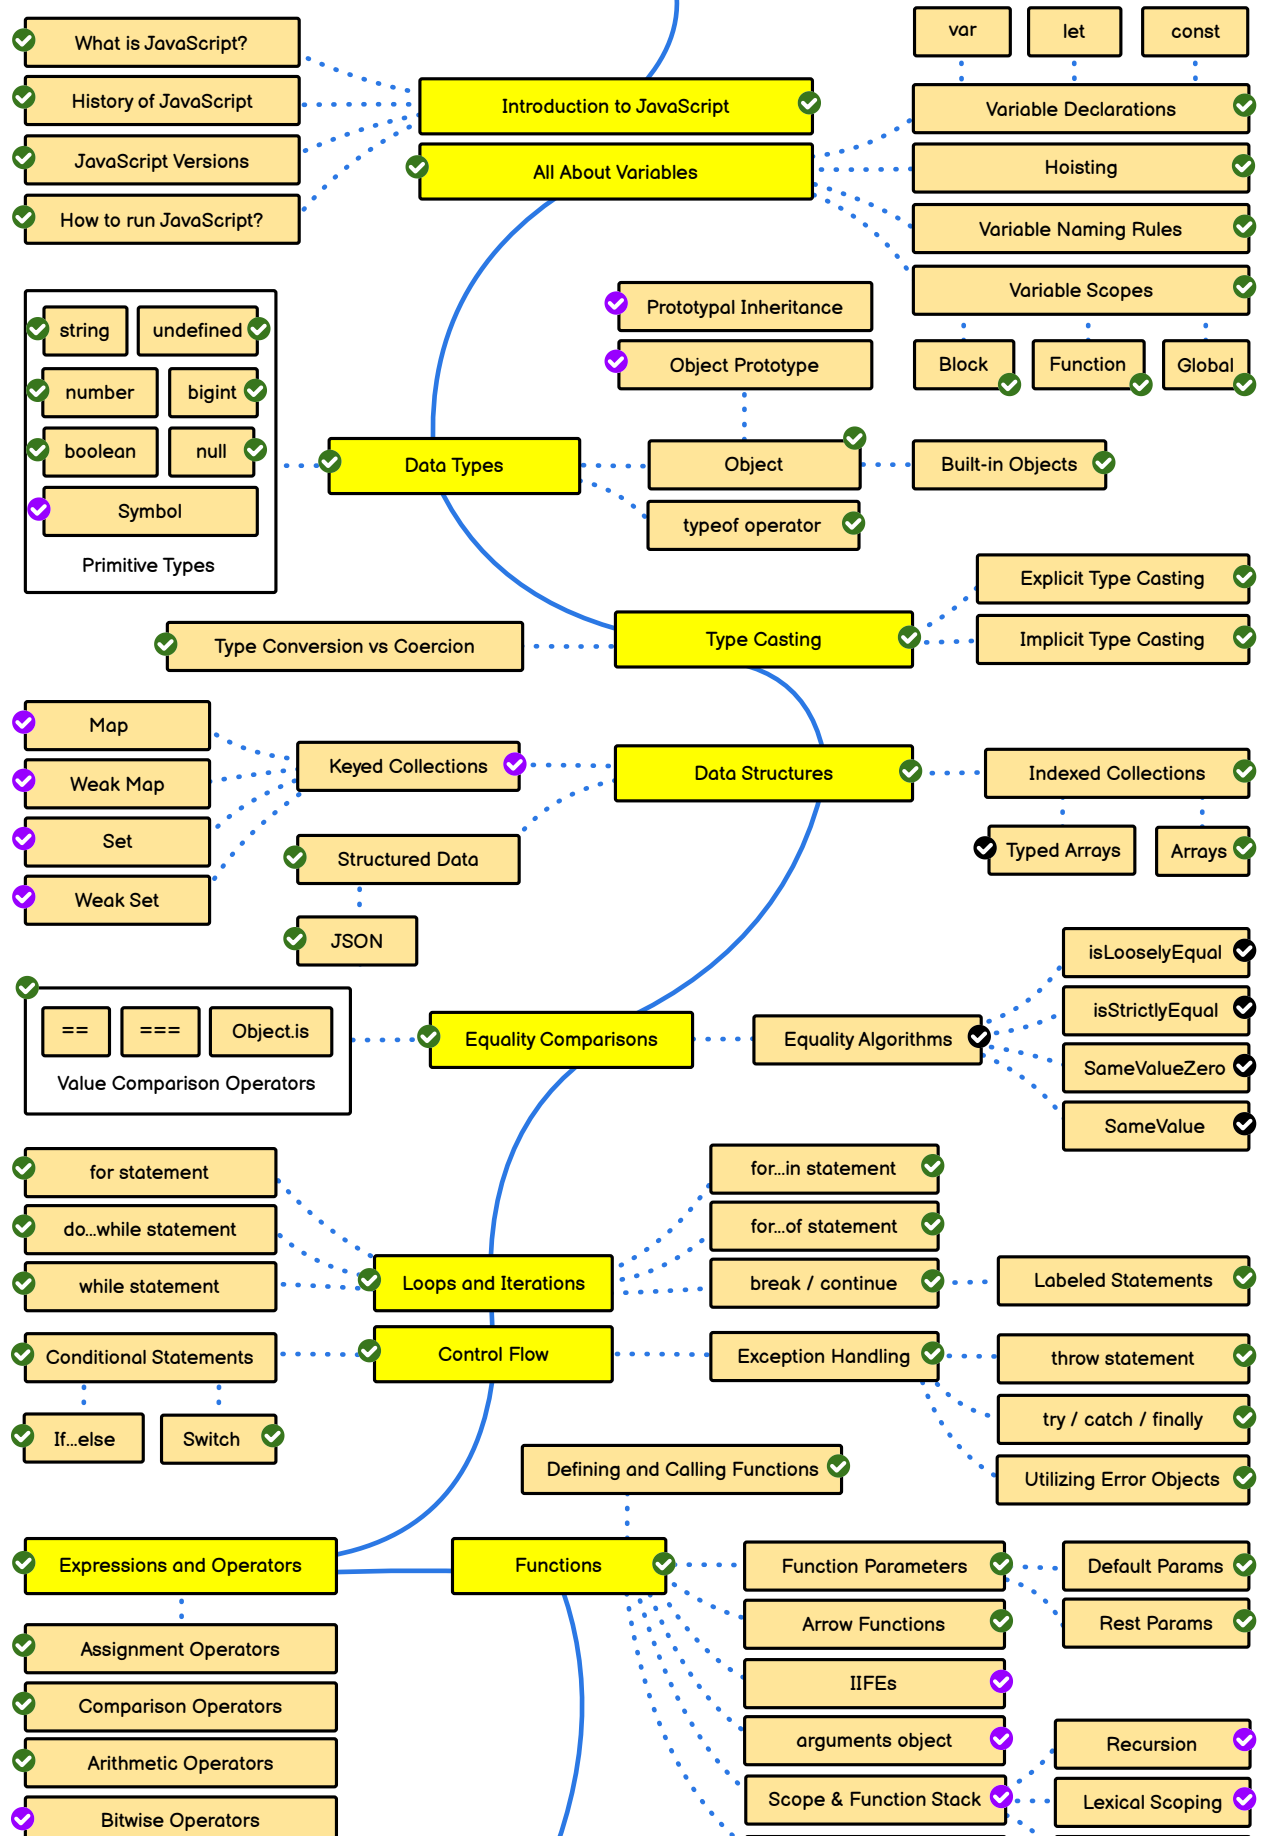 What is JavaScript?
History of JavaScript
JavaScript Versions
How to run JavaScript?
Introduction to JavaScript
All About Variables
var
let
const
Variable Declarations
Hoisting
Variable Naming Rules
Variable Scopes
Block
Function
Global
string
undefined
number
bigint
boolean
null
Symbol
Primitive Types
Data Types
Prototypal Inheritance
Object Prototype
Object
Built-in Objects
typeof operator
Type Conversion vs Coercion
Type Casting
Explicit Type Casting
Implicit Type Casting
Map
Weak Map
Set
Weak Set
Keyed Collections
Structured Data
JSON
Data Structures
Indexed Collections
Typed Arrays
Arrays
==
===
Object.is
Value Comparison Operators
Equality Comparisons
Equality Algorithms
isLooselyEqual
isStrictlyEqual
SameValueZero
SameValue
for statement
do...while statement
while statement
Loops and Iterations
for...in statement
for...of statement
break / continue
Labeled Statements
Conditional Statements
If...else
Switch
Control Flow
Exception Handling
throw statement
try / catch / finally
Utilizing Error Objects
Defining and Calling Functions
Expressions and Operators
Functions
Function Parameters
Default Params
Rest Params
Arrow Functions
IIFEs
arguments object
Scope & Function Stack
Recursion
Lexical Scoping
Assignment Operators
Comparison Operators
Arithmetic Operators
Bitwise Operators